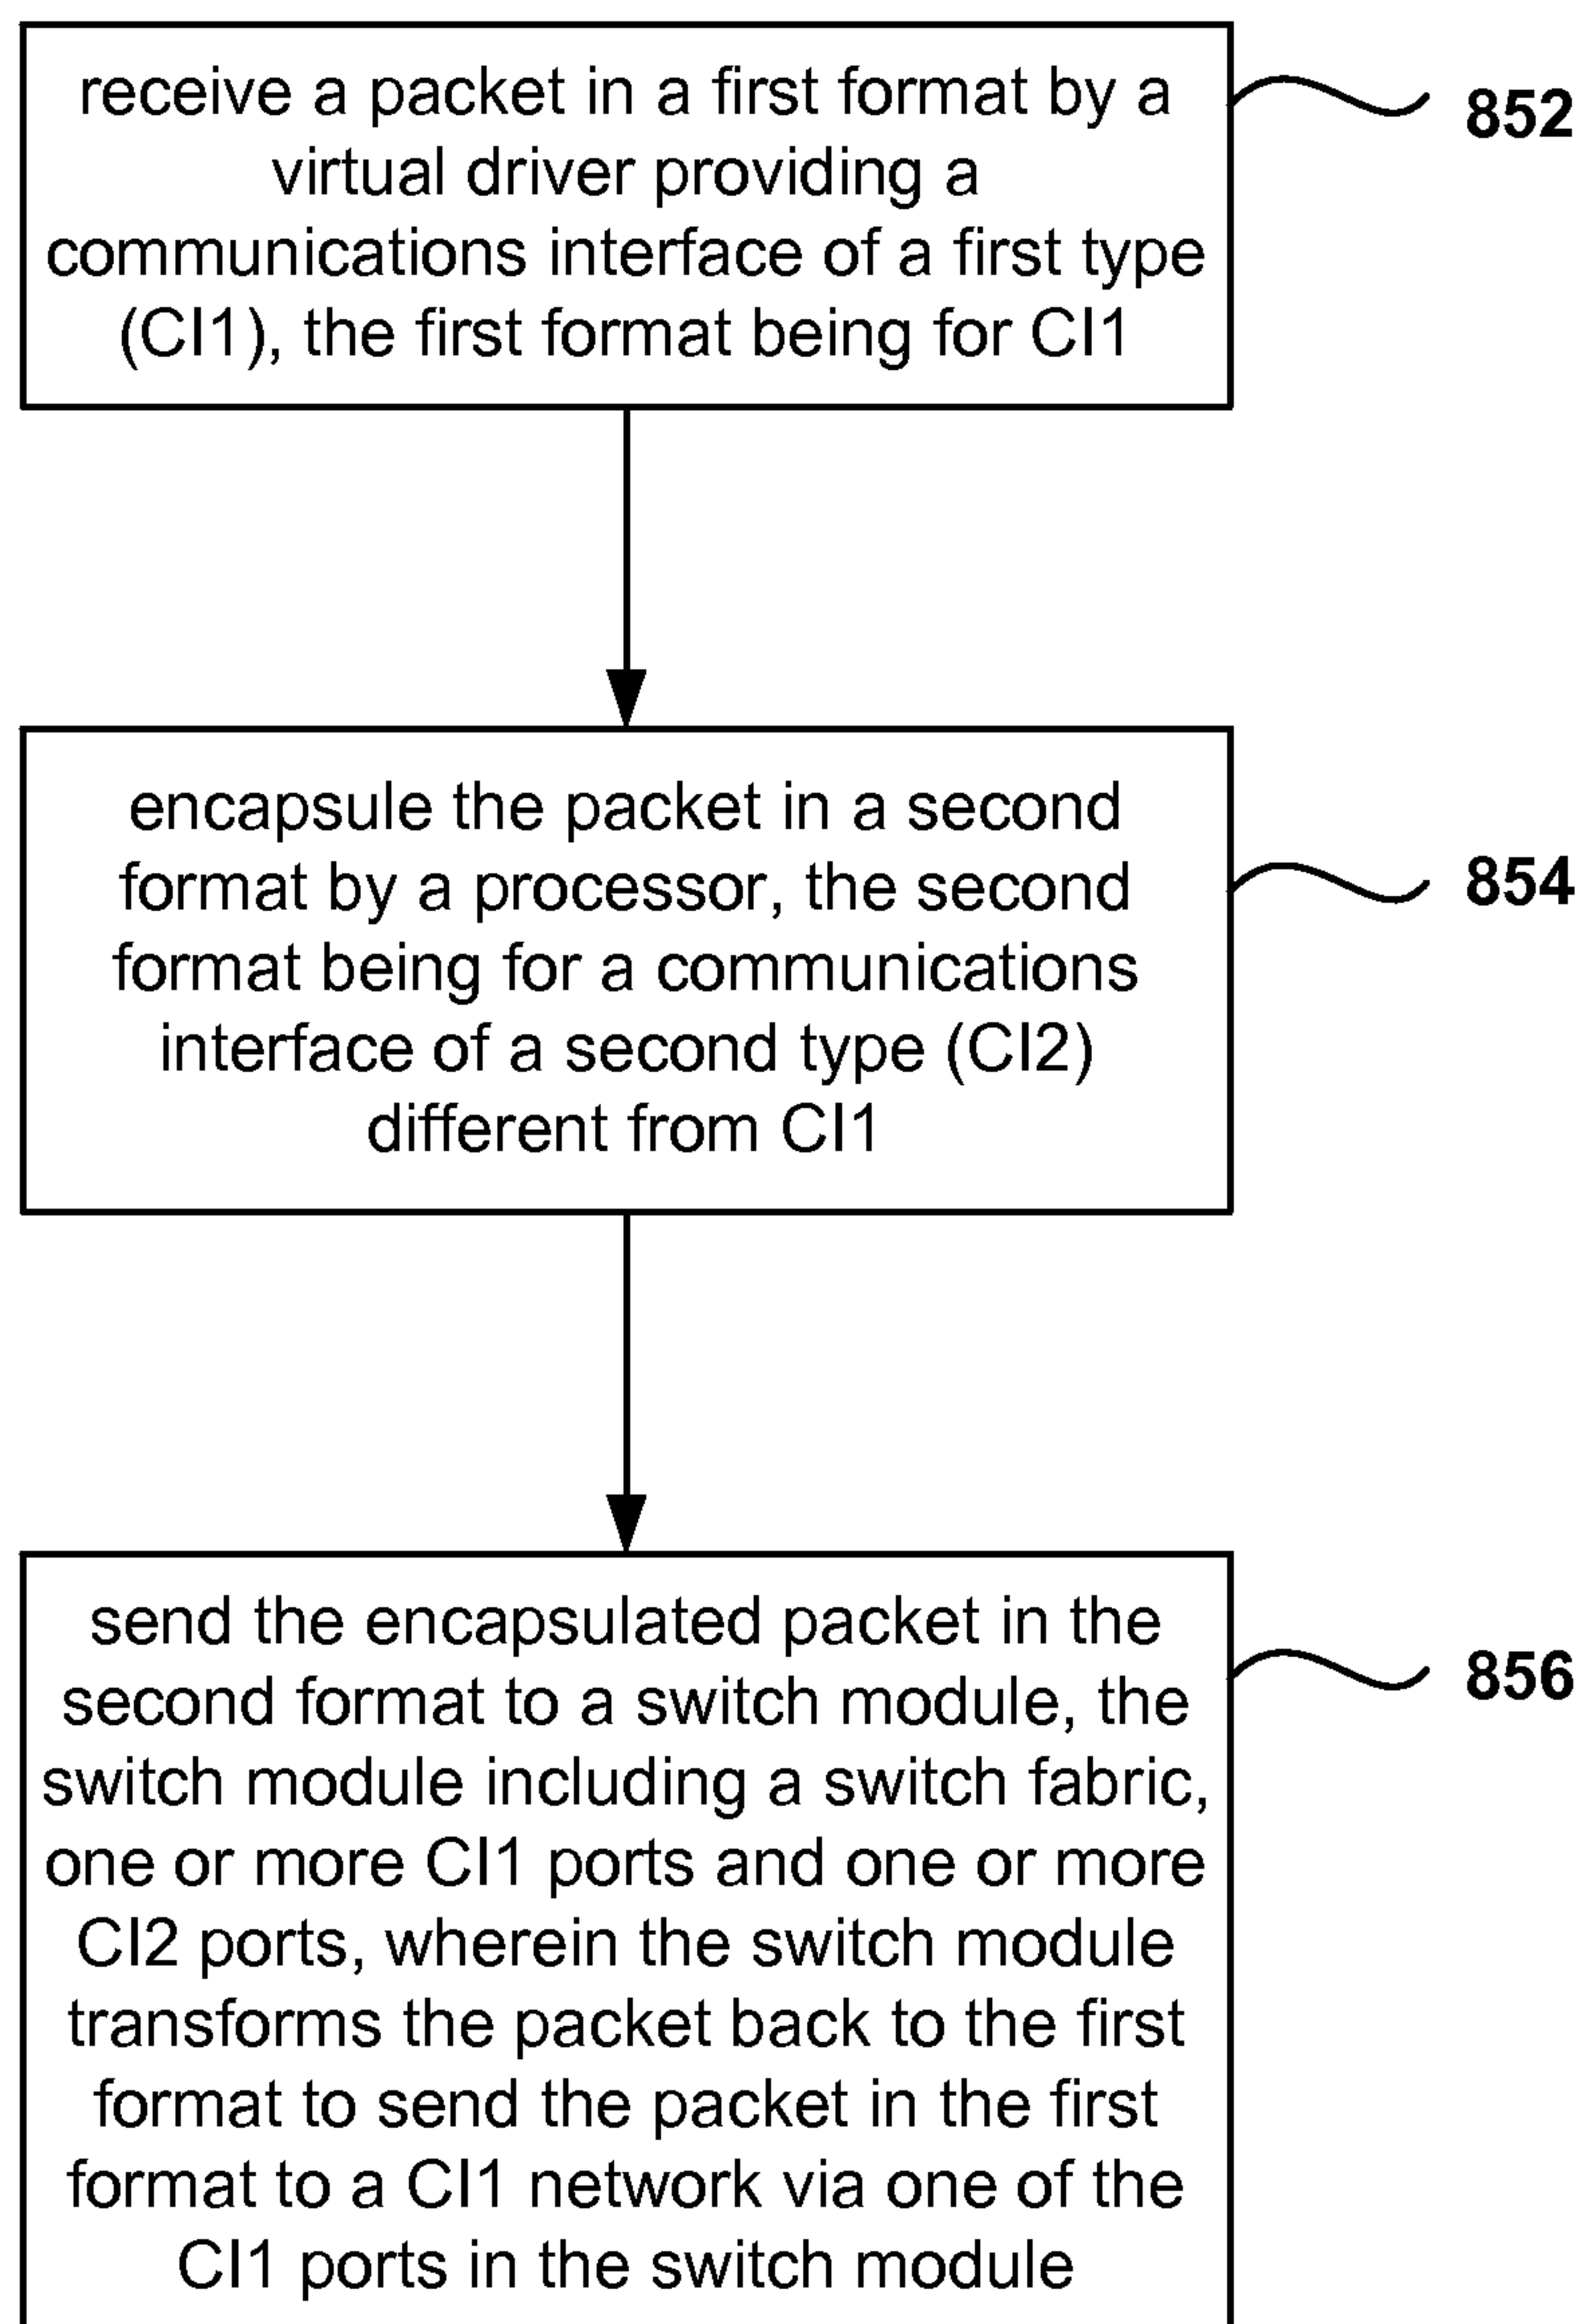 receive a packet in a first format by a
virtual driver providing a
communications interface of a first type
(CI1), the first format being for CI1
852
encapsule the packet in a second
format by a processor, the second
format being for a communications
interface of a second type (CI2)
different from CI1
854
send the encapsulated packet in the
second format to a switch module, the
switch module including a switch fabric,
one or more CI1 ports and one or more
CI2 ports, wherein the switch module
transforms the packet back to the first
format to send the packet in the first
format to a CI1 network via one of the
CI1 ports in the switch module
856